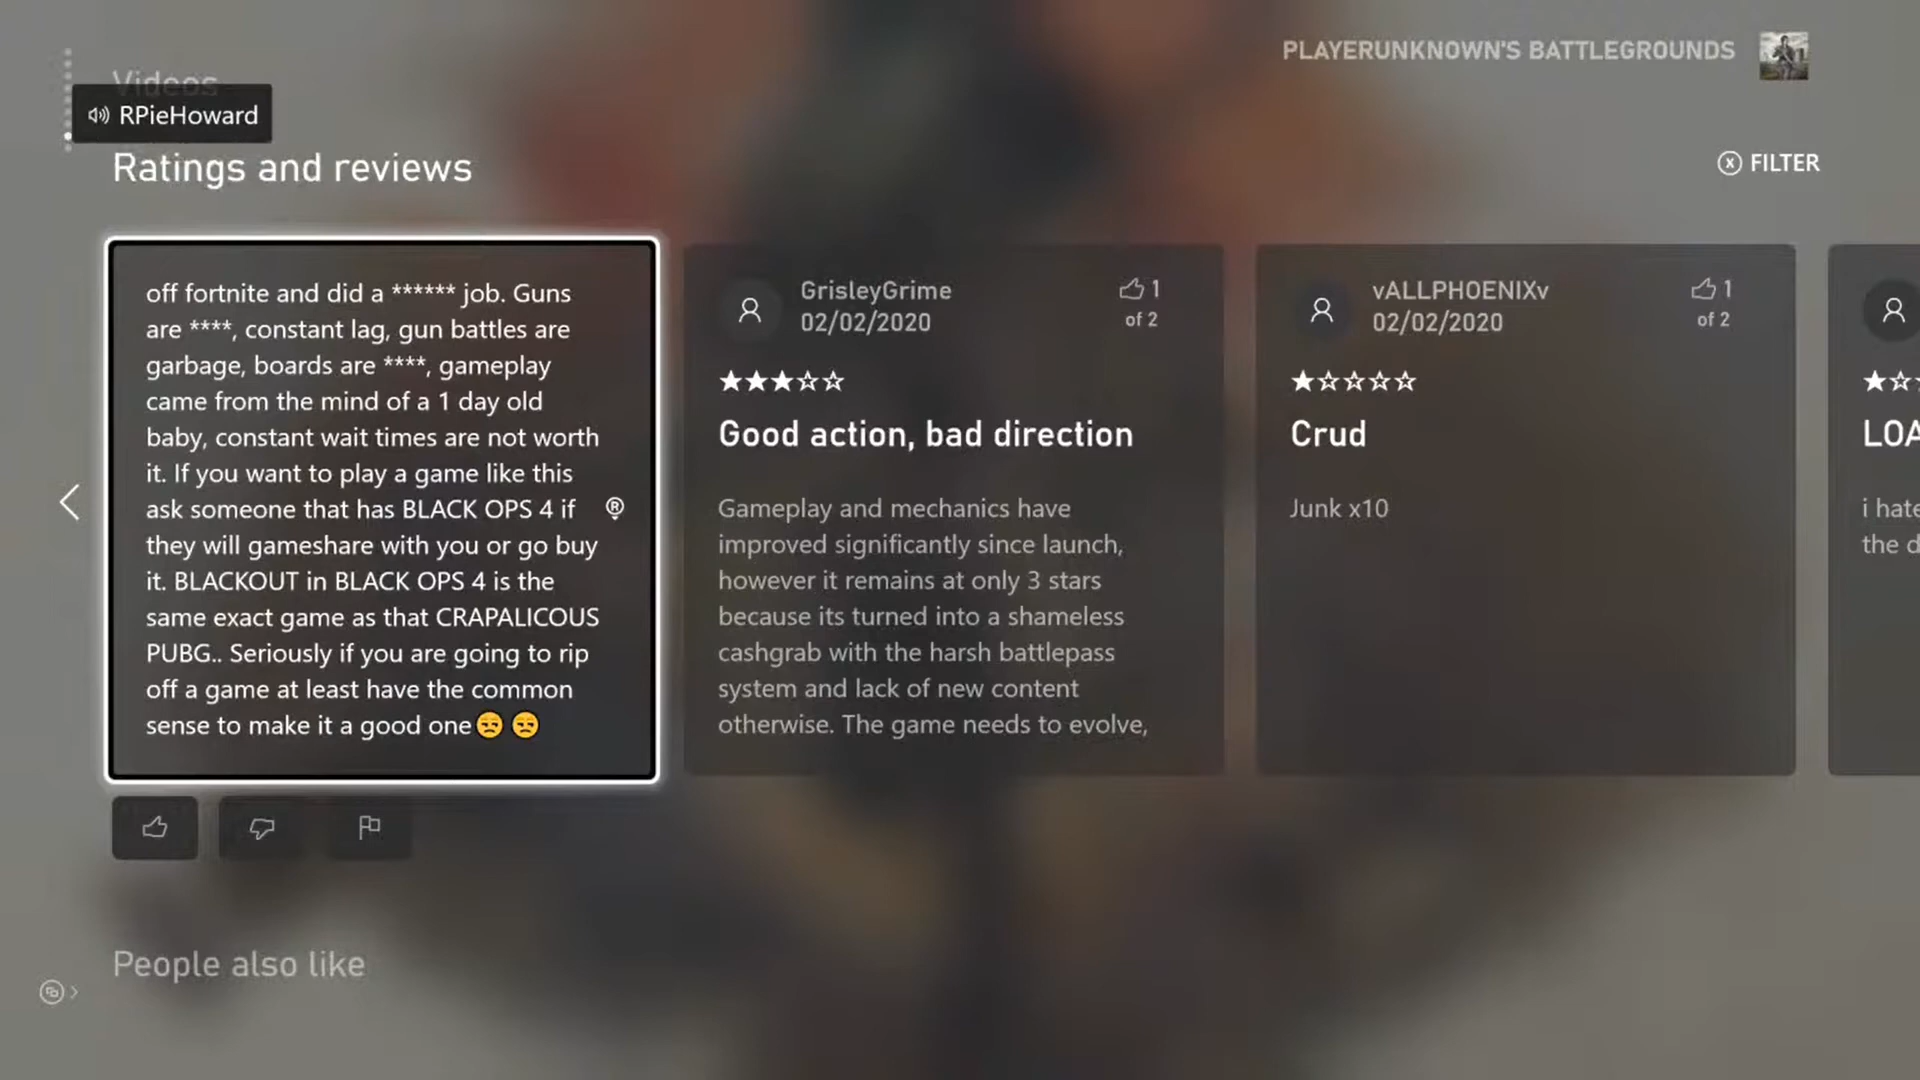 PLAYERUNKNOWN'S BATTLEGROUNDS
Videos
RPieHoward
Ratings and reviews
FILTER
off fortnite and did a ****** job. Guns
are ****, constant lag, gun battles are
garbage, boards are ****, gameplay
came from the mind of a 1 day old
baby, constant wait times are not worth
it. If you want to play a game like this
ask someone that has BLACK OPS 4 if
they will gameshare with you or go buy
it. BLACKOUT in BLACK OPS 4 is the
same exact game as that CRAPALICOUS
PUBG.. Seriously if you are going to rip
off a game at least have the common
sense to make it a good one😒😒
GrisleyGrime
02/02/2020
1
of 2
★★★☆☆
Good action, bad direction
Gameplay and mechanics have
improved significantly since launch,
however it remains at only 3 stars
because its turned into a shameless
cashgrab with the harsh battlepass
system and lack of new content
otherwise. The game needs to evolve,
vALLPHOENIXv
02/02/2020
1
of 2
★☆☆☆☆
Crud
Junk x10
LOA
i hate
the d
People also like